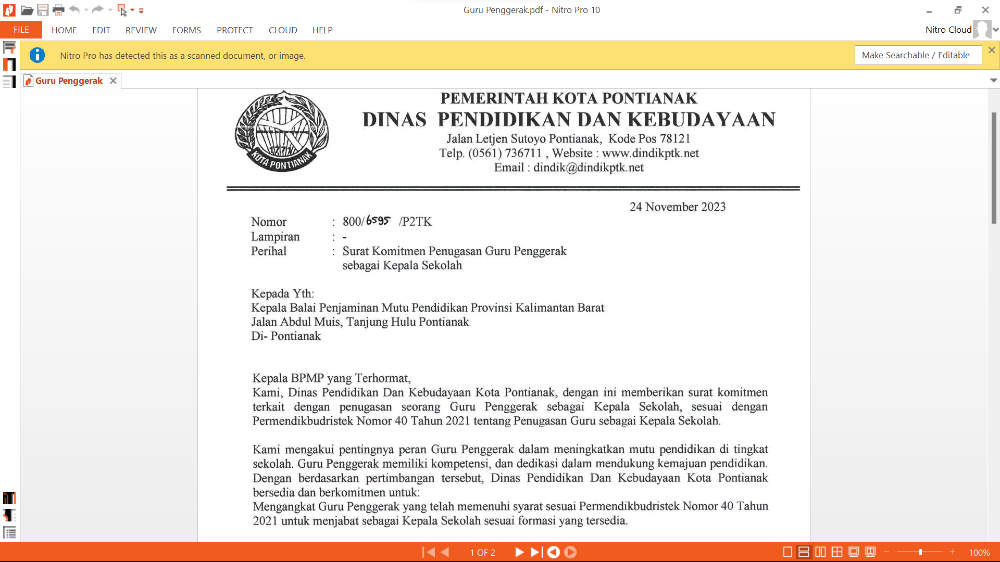 Guru Penggerak.pdf - Nitro Pro 10
FILE HOME EDIT REVIEW FORMS PROTECT CLOUD HELP Nitro Cloud
Nitro Pro has detected this as a scanned document, or image. Make Searchable / Editable
Guru Penggerak
PEMERINTAH KOTA PONTIANAK
DINAS PENDIDIKAN DAN KEBUDAYAAN
Jalan Letjen Sutoyo Pontianak, Kode Pos 78121
Telp. (0561) 736711 , Website : www.dindikptk.net
Email : dindik@dindikptk.net
1771
KOTA PONTIANAK
24 November 2023
Nomor : 800/6595 /P2TK
Lampiran : -
Perihal : Surat Komitmen Penugasan Guru Penggerak
sebagai Kepala Sekolah
Kepada Yth:
Kepala Balai Penjaminan Mutu Pendidikan Provinsi Kalimantan Barat
Jalan Abdul Muis, Tanjung Hulu Pontianak
Di- Pontianak
Kepala BPMP yang Terhormat,
Kami, Dinas Pendidikan Dan Kebudayaan Kota Pontianak, dengan ini memberikan surat komitmen
terkait dengan penugasan seorang Guru Penggerak sebagai Kepala Sekolah, sesuai dengan
Permendikbudristek Nomor 40 Tahun 2021 tentang Penugasan Guru sebagai Kepala Sekolah.
Kami mengakui pentingnya peran Guru Penggerak dalam meningkatkan mutu pendidikan di tingkat
sekolah. Guru Penggerak memiliki kompetensi, dan dedikasi dalam mendukung kemajuan pendidikan.
Dengan berdasarkan pertimbangan tersebut, Dinas Pendidikan Dan Kebudayaan Kota Pontianak
bersedia dan berkomitmen untuk:
Mengangkat Guru Penggerak yang telah memenuhi syarat sesuai Permendikbudristek Nomor 40 Tahun
2021 untuk menjabat sebagai Kepala Sekolah sesuai formasi yang tersedia.
1 OF 2 100%